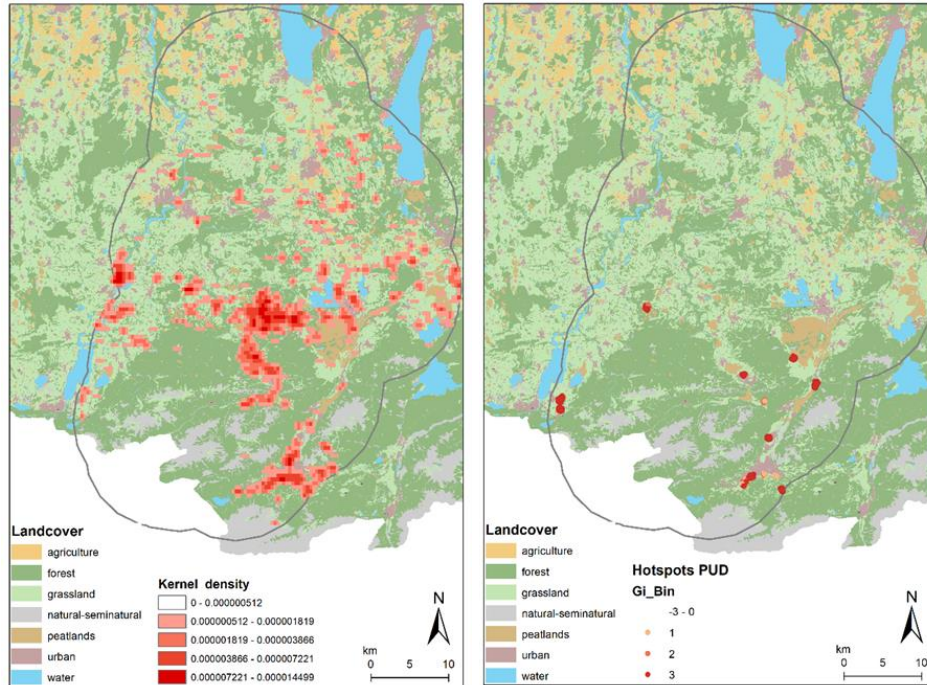 Landcover
agriculture
forest
grassland
natural-seminatural
peatlands
urban
water
Kernel_density
0 - 0.000000512
0.000000512 - 0.000001819
0.000001819 - 0.000003866
0.000003866 - 0.000007221
0.000007221 - 0.000014499
N
km
0 5 10
Landcover
agriculture
forest
grassland
natural-seminatural
peatlands
urban
water
Hotspots PUD
Gi_Bin
-3 - 0
1
2
3
N
km
0 5 10